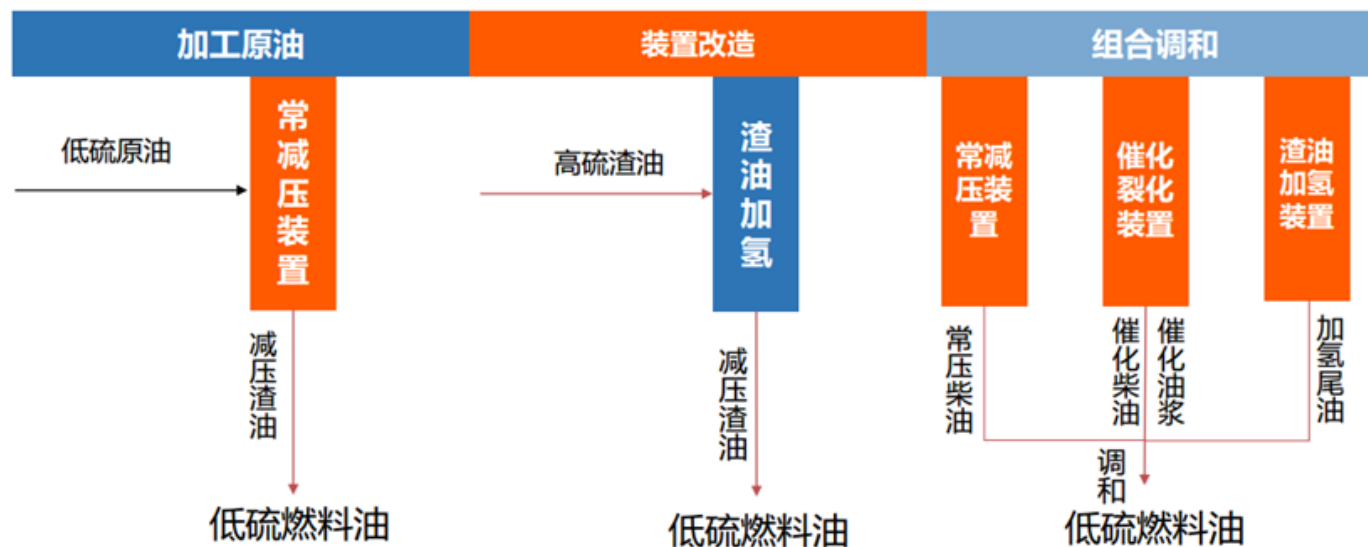 加工原油
装置改造
组合调和
低硫原油
常减压装置
减压渣油
低硫燃料油
高硫渣油
渣油加氢
减压渣油
低硫燃料油
常减
压装
置
催化
裂化
装置
渣油
加氢
装置
常压柴油
催化柴油
催化油浆
加氢尾油
调和
低硫燃料油